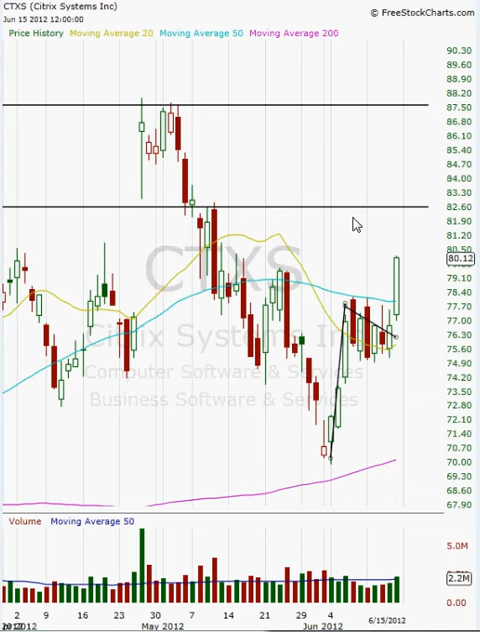 CTXS (Citrix Systems Inc)
Jun 15 2012 12:00:00
© FreeStockCharts.com
Price History Moving Average 20 Moving Average 50 Moving Average 200
90.30
89.60
88.90
88.20
87.50
86.80
86.10
85.40
84.70
84.00
83.30
82.60
81.90
81.20
80.50
80.12
79.10
78.40
77.70
77.00
76.30
75.60
74.90
74.20
73.50
72.80
72.10
71.40
70.70
70.00
69.30
68.60
67.90
CTXS
Citrix Systems Inc
Computer Software & Services
Business Software & Services
Volume Moving Average 50
5.0M
2.2M
0.00
2 9 16 23 7 14 21 29 4
2012 May 2012 Jun 2012 6/15/2012